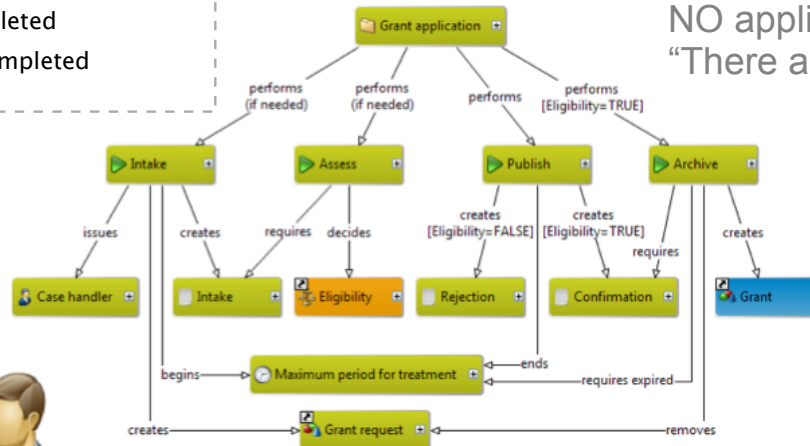 leted
mpleted
NO appli
“There a
Grant application
performs
(if needed)
performs
(if needed)
performs
performs
[Eligibility=TRUE]
Intake
Assess
Publish
Archive
issues
creates
requires
decides
creates
[Eligibility=FALSE]
creates
[Eligibility=TRUE]
requires
creates
Case handler
Intake
Eligibility
Rejection
Confirmation
Grant
begins
Maximum period for treatment
ends
requires expired
creates
Grant request
removes